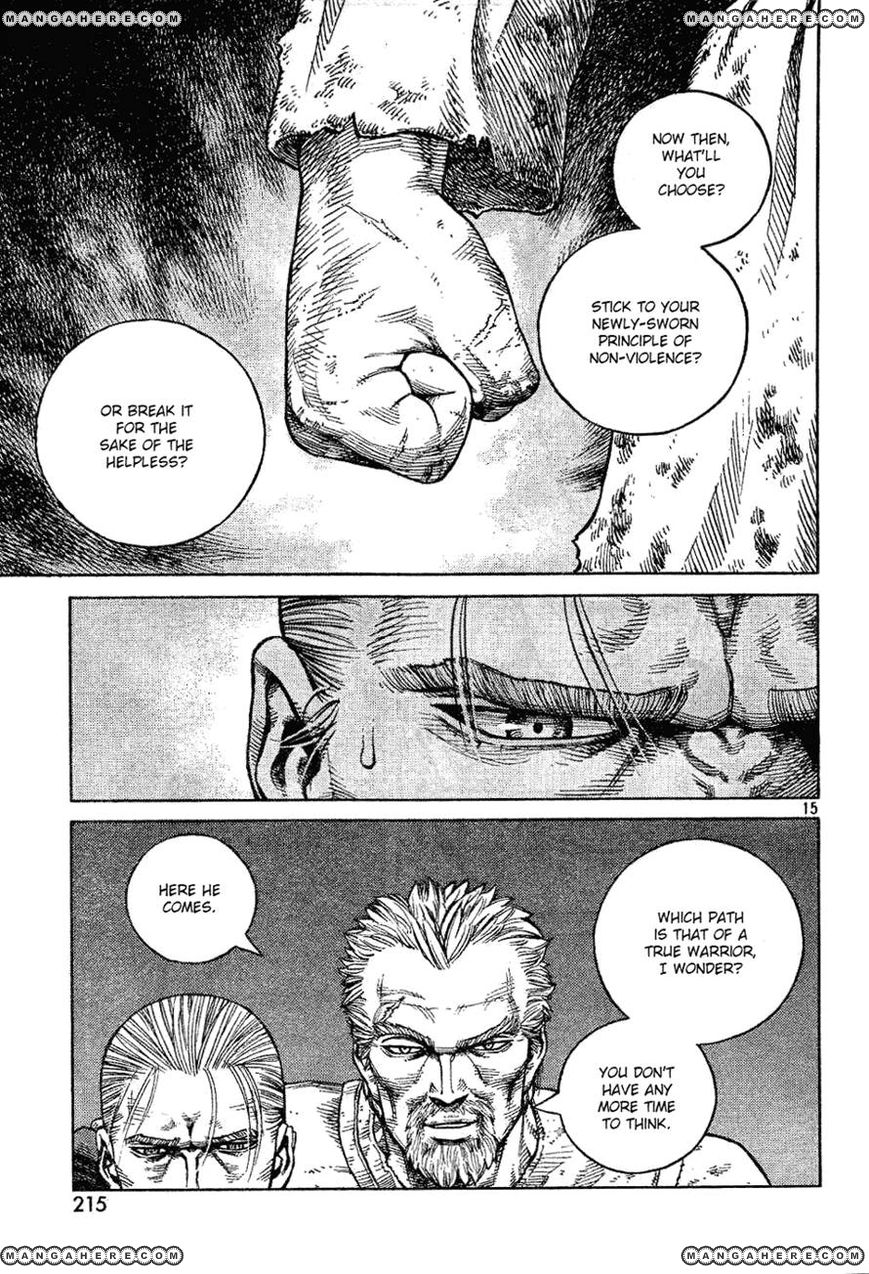 MANGAHERE.COM
MANGAHERE.COM
NOW THEN,
WHAT'LL
YOU
CHOOSE?
STICK TO YOUR
NEWLY-SWORN
PRINCIPLE OF
NON-VIOLENCE?
OR BREAK IT
FOR THE
SAKE OF THE
HELPLESS?
15
WHICH PATH
IS THAT OF A
TRUE WARRIOR,
I WONDER?
YOU DON'T
HAVE ANY
MORE TIME
TO THINK.
HERE HE
COMES.
215
MANGAHERE.COM
MANGAHERE.COM